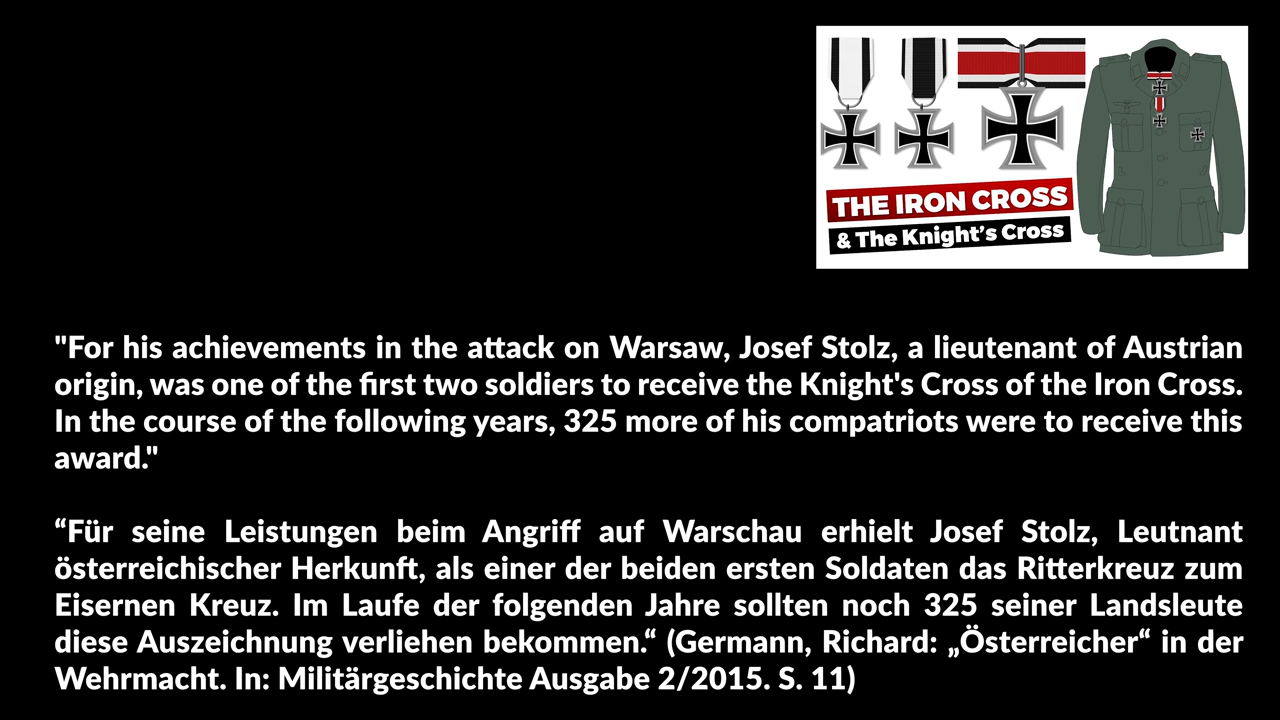 THE IRON CROSS
& The Knight's Cross
"For his achievements in the attack on Warsaw, Josef Stolz, a lieutenant of Austrian
origin, was one of the first two soldiers to receive the Knight's Cross of the Iron Cross.
In the course of the following years, 325 more of his compatriots were to receive this
award."
“Für seine Leistungen beim Angriff auf Warschau erhielt Josef Stolz, Leutnant
österreichischer Herkunft, als einer der beiden ersten Soldaten das Ritterkreuz zum
Eisernen Kreuz. Im Laufe der folgenden Jahre sollten noch 325 seiner Landsleute
diese Auszeichnung verliehen bekommen.“ (Germann, Richard: „Österreicher“ in der
Wehrmacht. In: Militärgeschichte Ausgabe 2/2015. S. 11)